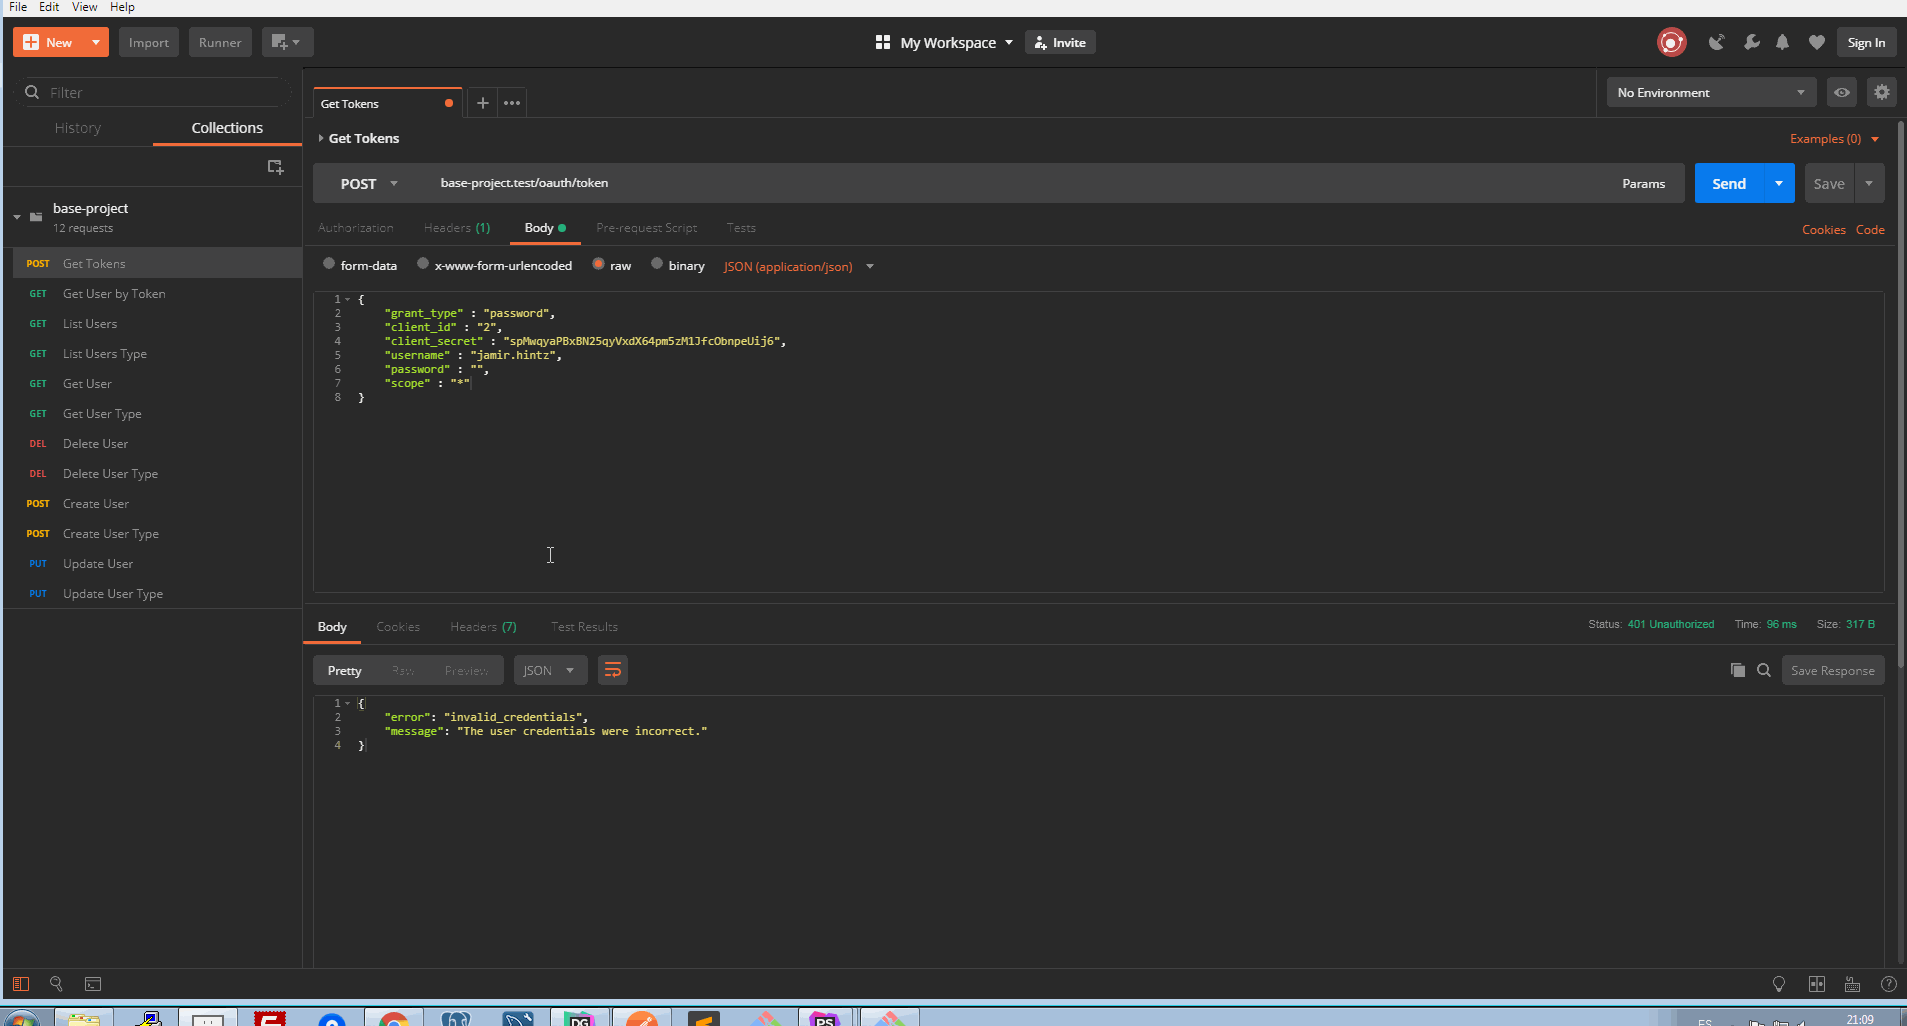 File Edit View Help
New Import Runner My Workspace Invite Sign In
Filter
History Collections
base-project
12 requests
POST Get Tokens
GET Get User by Token
GET List Users
GET List Users Type
GET Get User
GET Get User Type
DEL Delete User
DEL Delete User Type
POST Create User
POST Create User Type
PUT Update User
PUT Update User Type
Get Tokens
No Environment
Get Tokens
Examples (0)
POST base-project.test/oauth/token Params Send Save
Authorization Headers (1) Body Pre-request Script Tests Cookies Code
form-data x-www-form-urlencoded raw binary JSON (application/json)
1 {
2 "grant_type" : "password",
3 "client_id" : "2",
4 "client_secret" : "spMwqyaPBxBN25qyVxdX64pm5zM1JfcObnpeUij6",
5 "username" : "jamir.hintz",
6 "password" : "",
7 "scope" : "*"
8 }
Body Cookies Headers (7) Test Results Status: 401 Unauthorized Time: 96 ms Size: 317 B
Pretty Raw Preview JSON Save Response
1 {
2 "error": "invalid_credentials",
3 "message": "The user credentials were incorrect."
4 }
DG PS ES 21:09